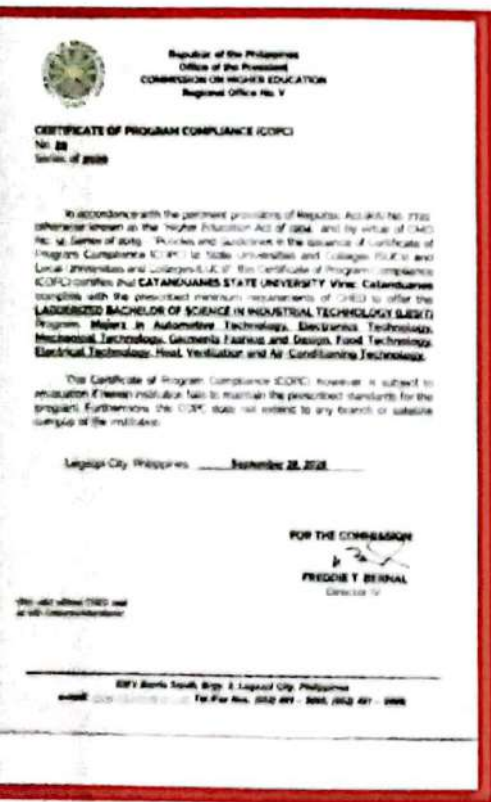 Republic of the Philippines
Office of the President
COMMISSION ON HIGHER EDUCATION
Regional Office No. V
CERTIFICATE OF PROGRAM COMPLIANCE (COPC)
No.
Series of
In accordance with the pertinent provisions of Republic Act No.
otherwise known as the "Higher Education Act of and by virtue of CMO
No. Series of "Policies and Guidelines in the issuance of Certificate of
Program Compliance (COPC) to State Universities and Colleges (SUCs) and
Local Universities and Colleges (LUCs)" this Certificate of Program Compliance
(COPC) certifies that CATANDUANES STATE UNIVERSITY Virac Catanduanes
complies with the prescribed minimum requirements of CHED to offer the
LADDERIZED BACHELOR OF SCIENCE IN INDUSTRIAL TECHNOLOGY
Program Majors in Automotive Technology, Electronics Technology,
Mechanical Technology, Garments Fashion and Design, Food Technology,
Electrical Technology, Heat, Ventilation and Air Conditioning Technology.
This Certificate of Program Compliance (COPC) however is subject to
revocation if herein institution fails to maintain the prescribed standards for the
program. Furthermore this COPC does not extend to any branch or satellite
campus of the institution.
Legazpi City, Philippines September 28,
FOR THE COMMISSION
FREDDIE T. BERNAL
Director IV
Legazpi City, Philippines